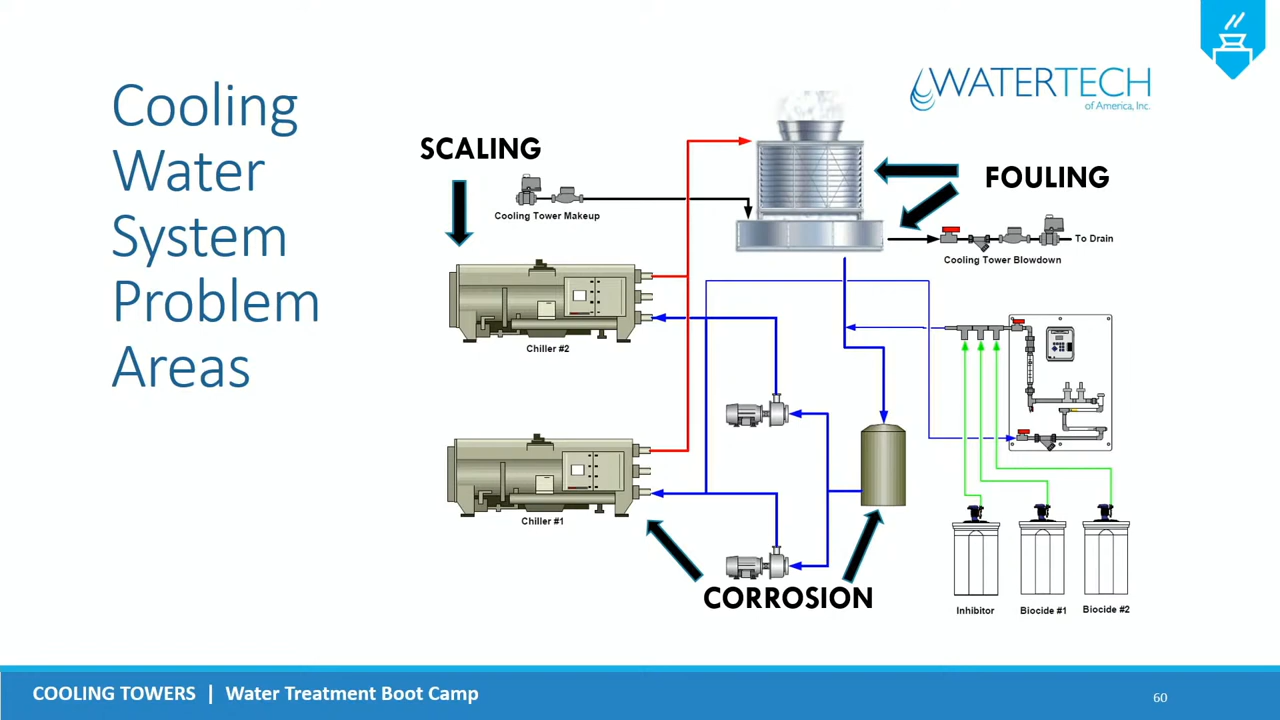 Cooling
Water
System
Problem
Areas
WATERTECH
of America, Inc.
SCALING
FOULING
Cooling Tower Makeup
To Drain
Cooling Tower Blowdown
Chiller #2
Chiller #1
CORROSION
Inhibitor
Biocide #1
Biocide #2
COOLING TOWERS | Water Treatment Boot Camp
60